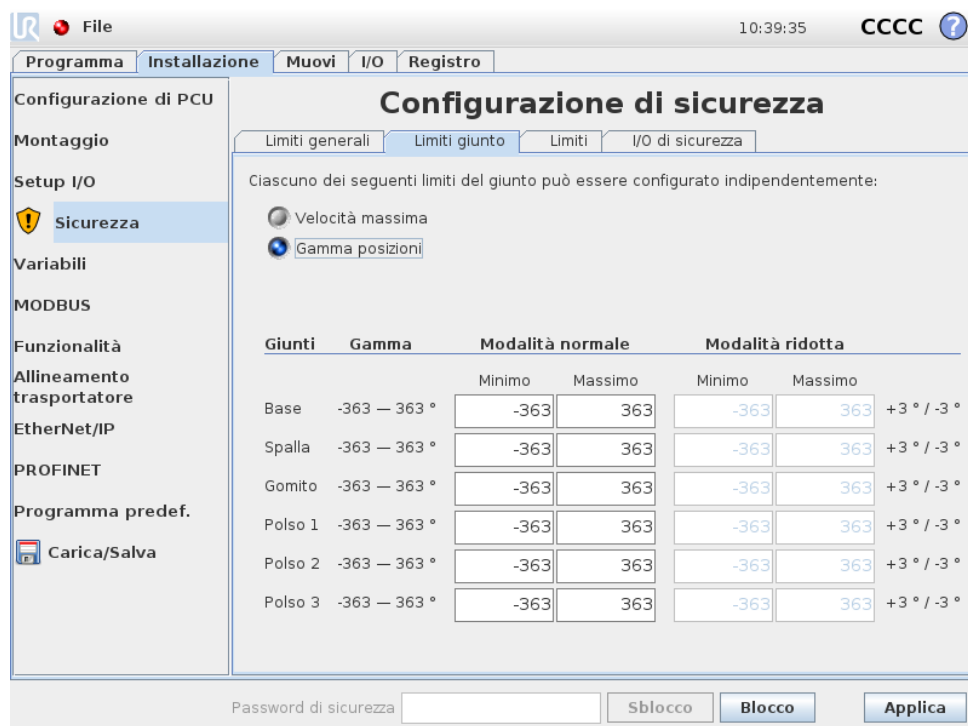 UR File 10:39:35 CCCC ?
Programma Installazione Muovi I/O Registro
Configurazione di PCU
Montaggio
Setup I/O
Sicurezza
Variabili
MODBUS
Funzionalità
Allineamento
trasportatore
EtherNet/IP
PROFINET
Programma predef.
Carica/Salva
Configurazione di sicurezza
Limiti generali Limiti giunto Limiti I/O di sicurezza
Ciascuno dei seguenti limiti del giunto può essere configurato indipendentemente:
Velocità massima
Gamma posizioni
Giunti Gamma Modalità normale Modalità ridotta
Minimo Massimo Minimo Massimo
Base -363 — 363 ° -363 363 -363 363 +3 ° / -3 °
Spalla -363 — 363 ° -363 363 -363 363 +3 ° / -3 °
Gomito -363 — 363 ° -363 363 -363 363 +3 ° / -3 °
Polso 1 -363 — 363 ° -363 363 -363 363 +3 ° / -3 °
Polso 2 -363 — 363 ° -363 363 -363 363 +3 ° / -3 °
Polso 3 -363 — 363 ° -363 363 -363 363 +3 ° / -3 °
Password di sicurezza Sblocco Blocco Applica